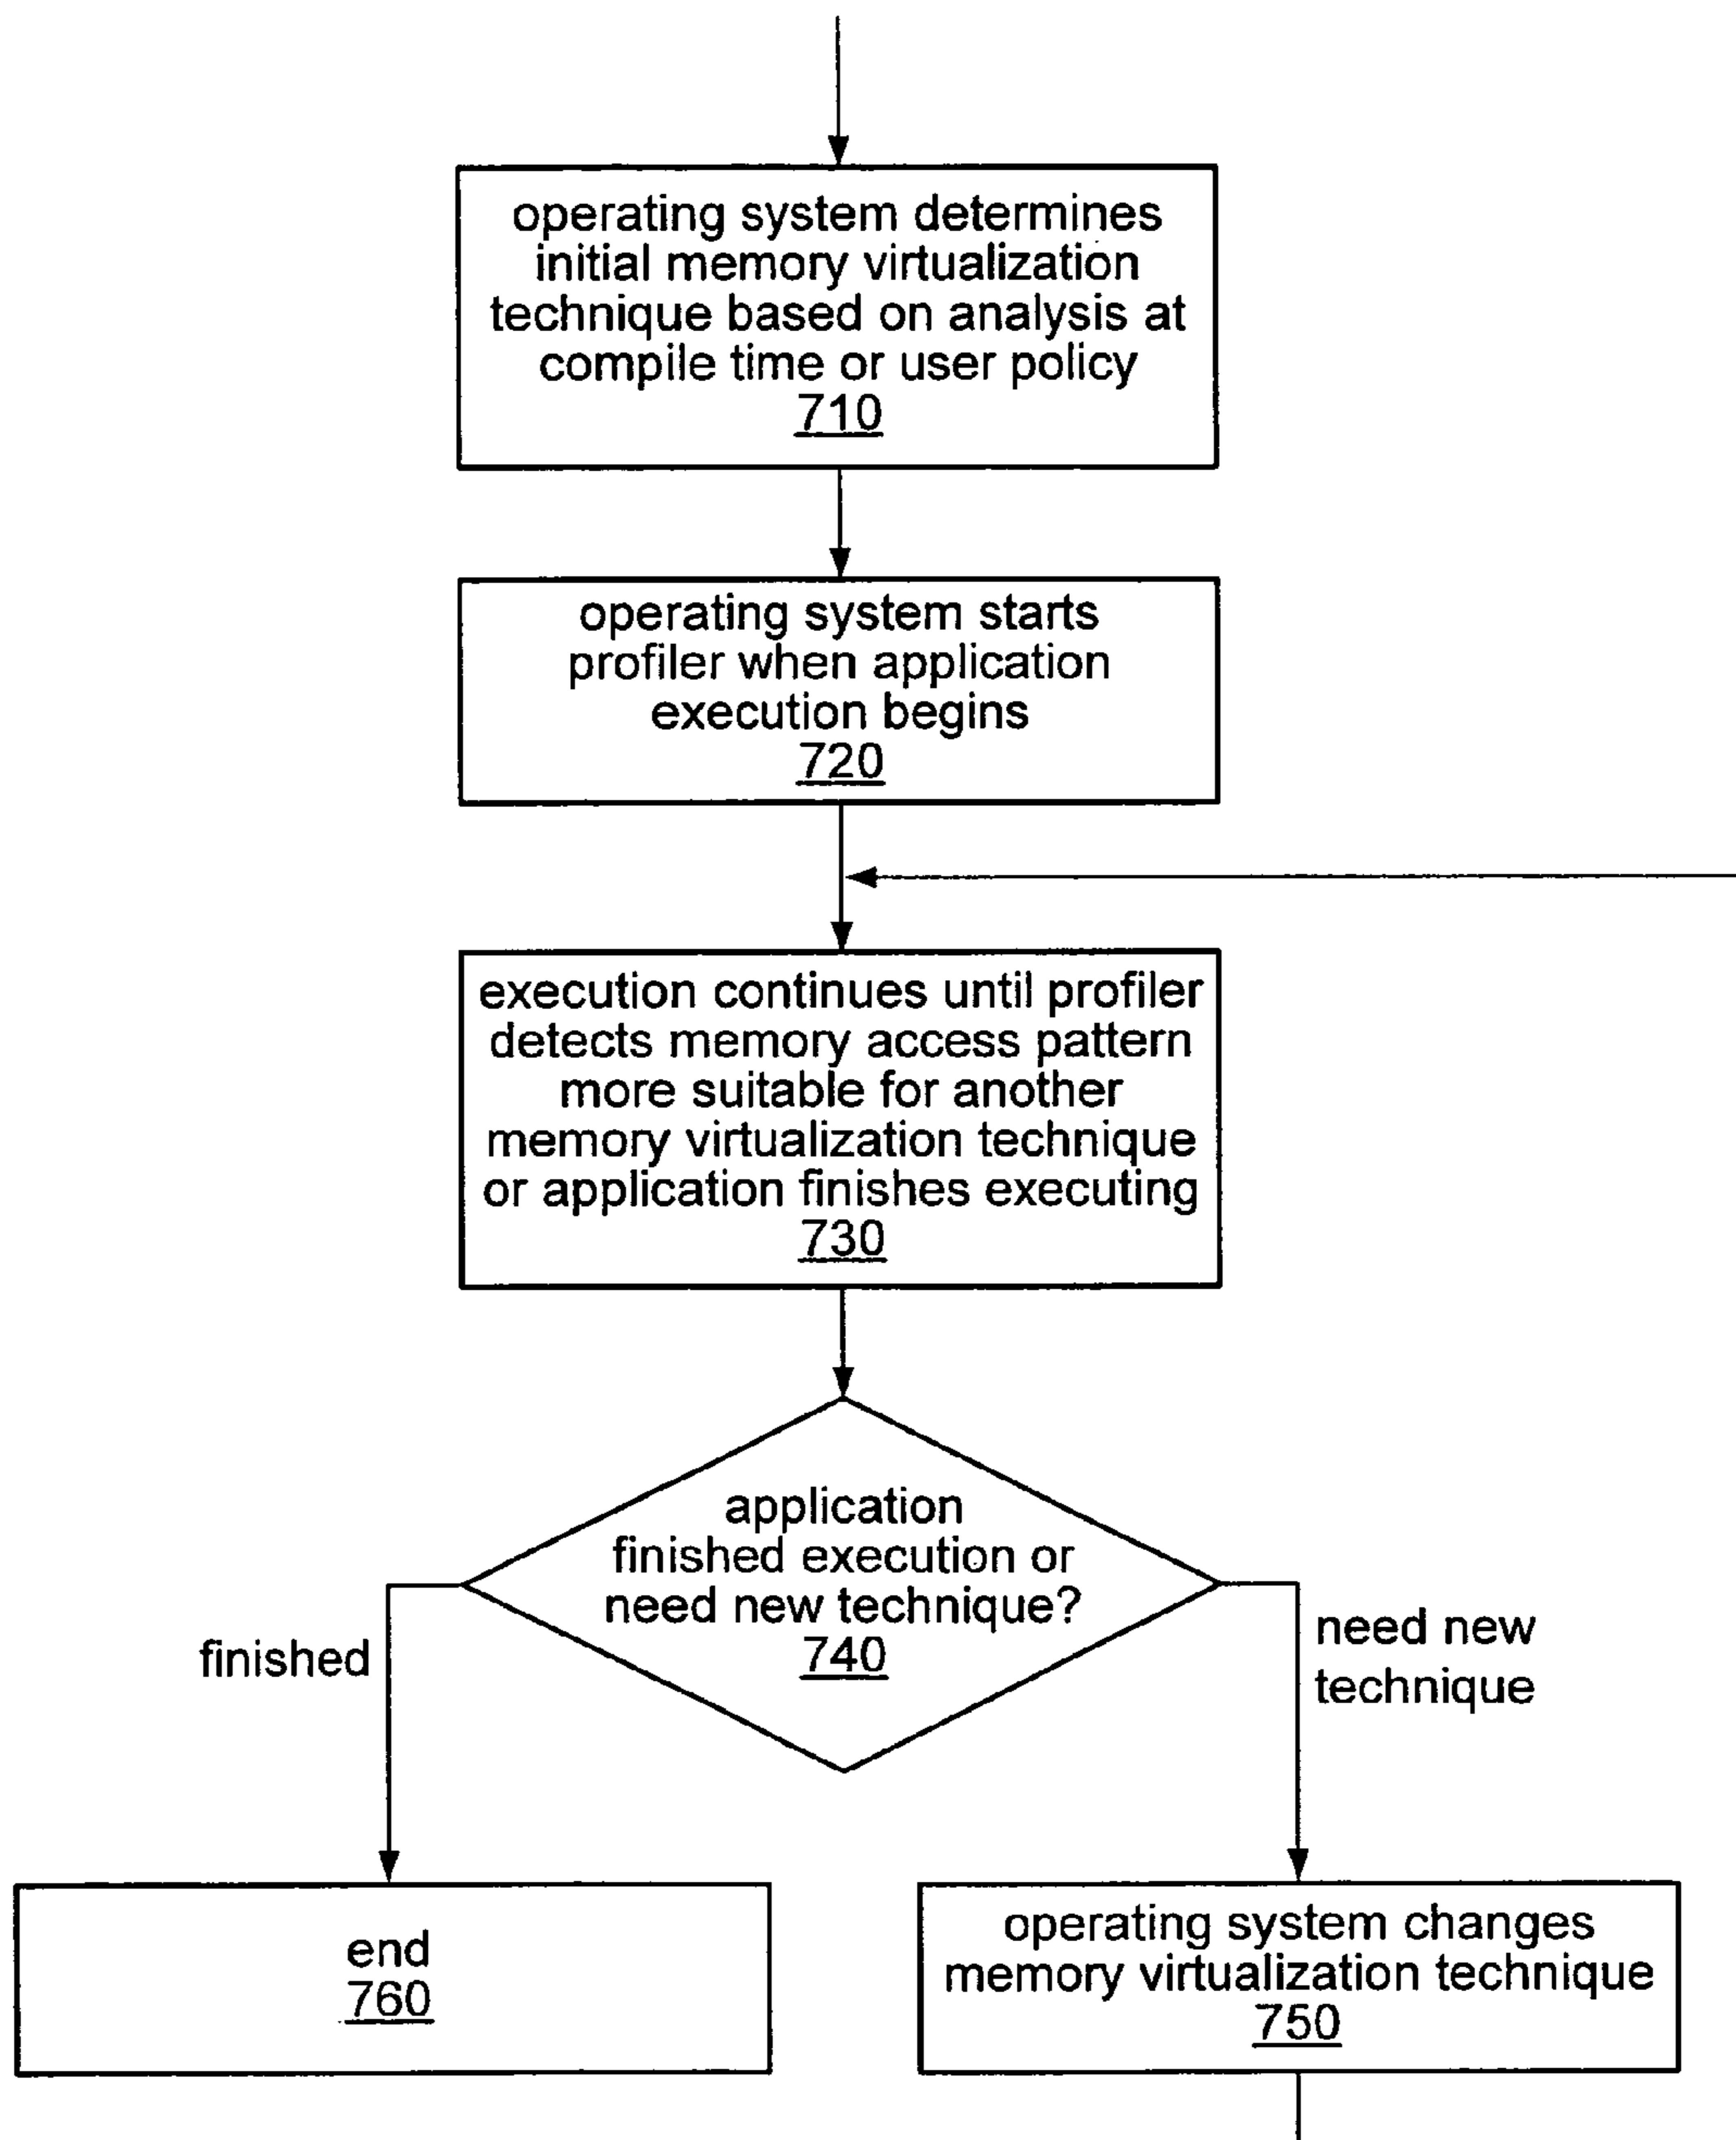 operating system determines
initial memory virtualization
technique based on analysis at
compile time or user policy
710
operating system starts
profiler when application
execution begins
720
execution continues until profiler
detects memory access pattern
more suitable for another
memory virtualization technique
or application finishes executing
730
application
finished execution or
need new technique?
740
finished
need new
technique
end
760
operating system changes
memory virtualization technique
750